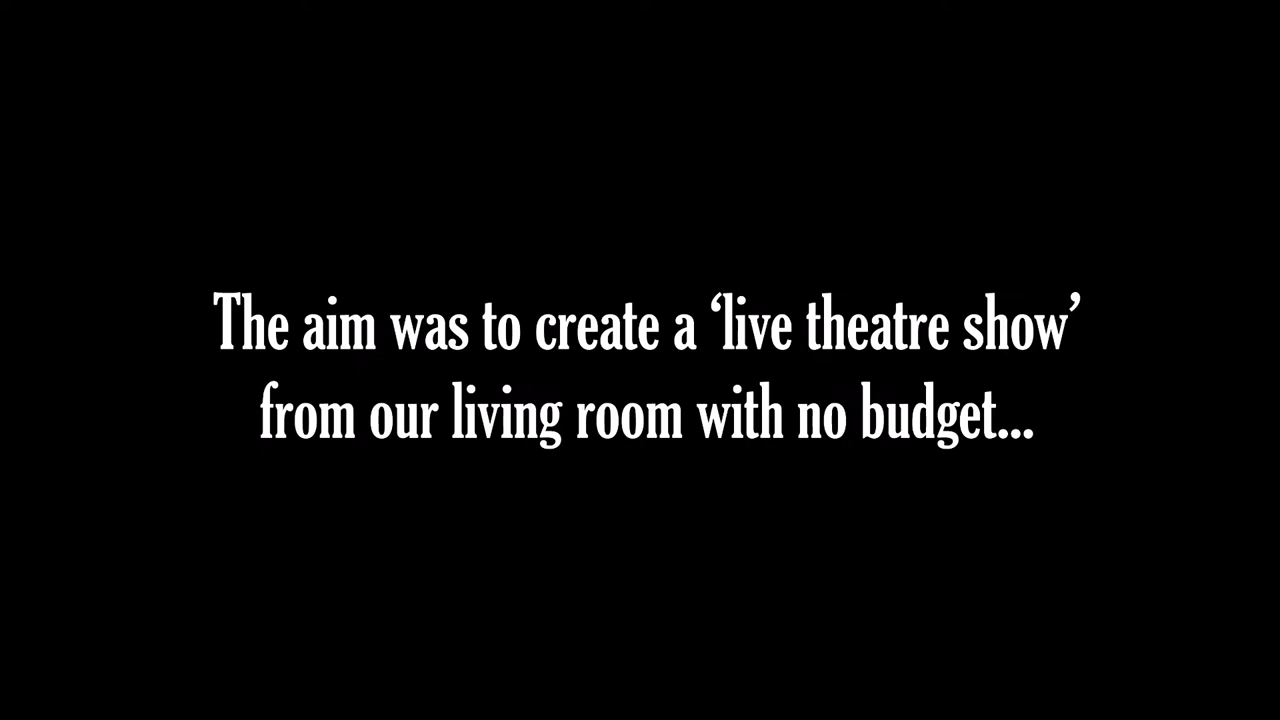 The aim was to create a ‘live theatre show’
from our living room with no budget...